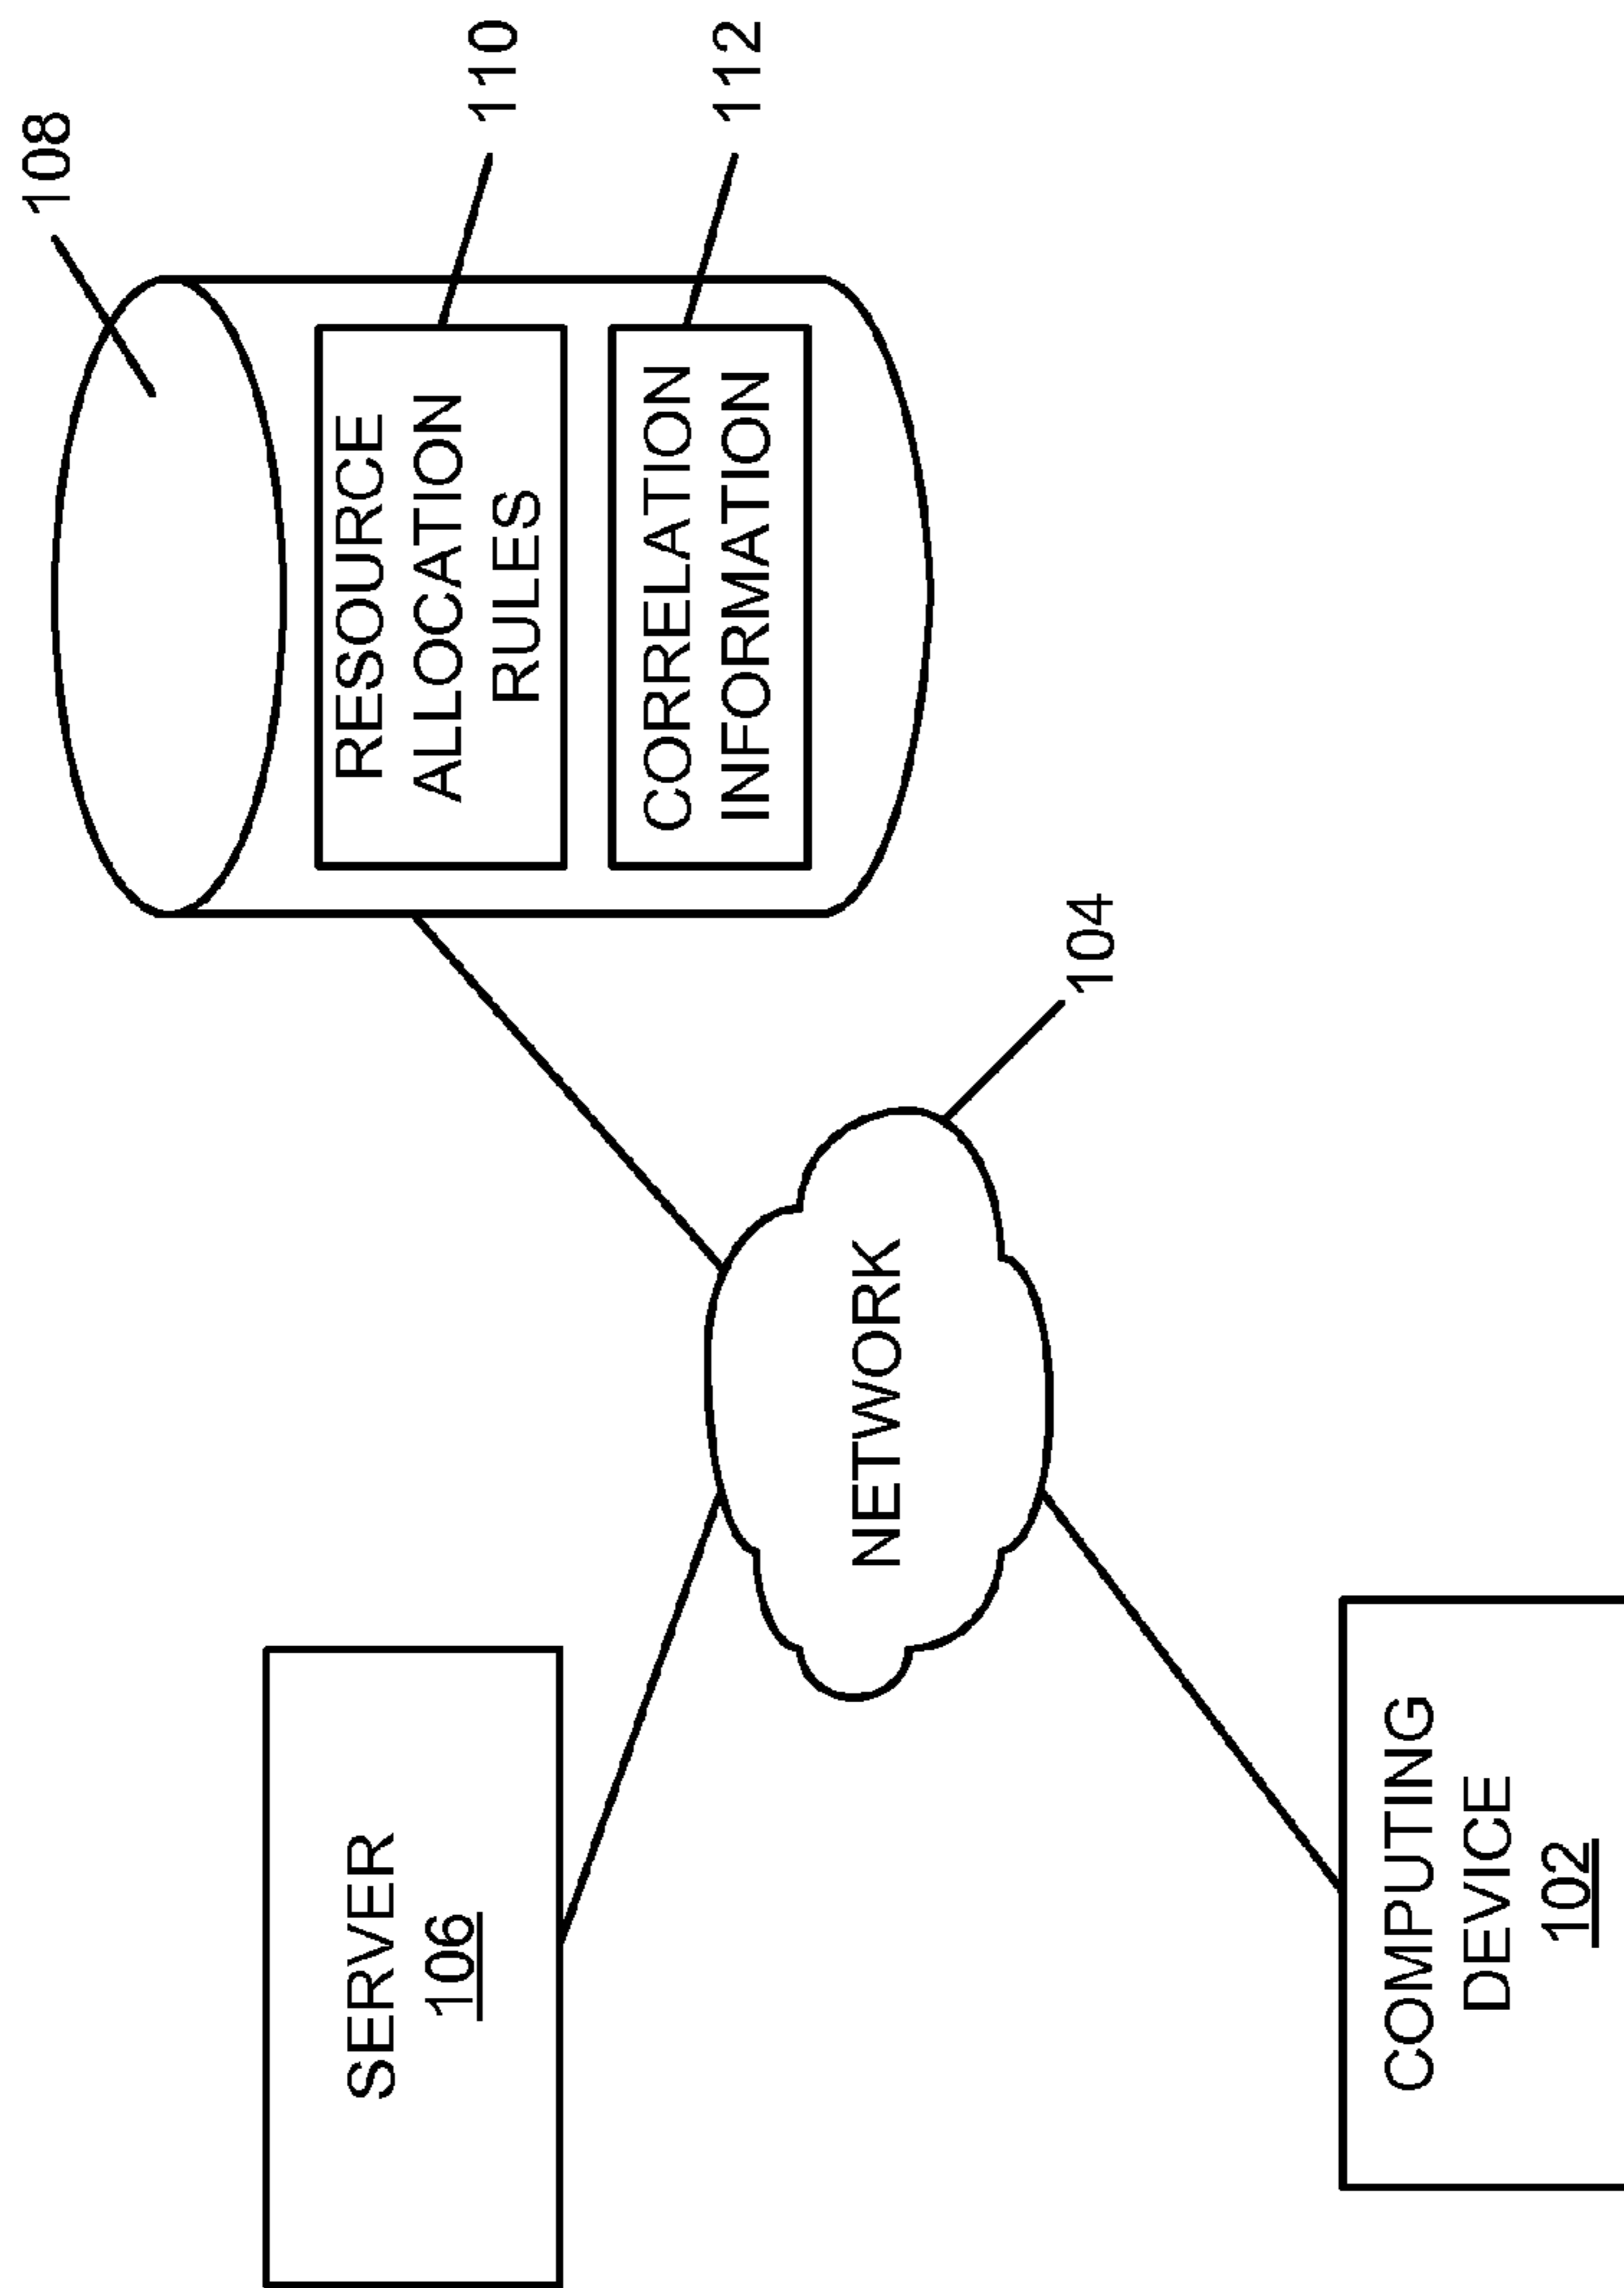 108
110
RESOURCE
ALLOCATION
RULES
112
CORRELATION
INFORMATION
SERVER
106
NETWORK
104
COMPUTING
DEVICE
102